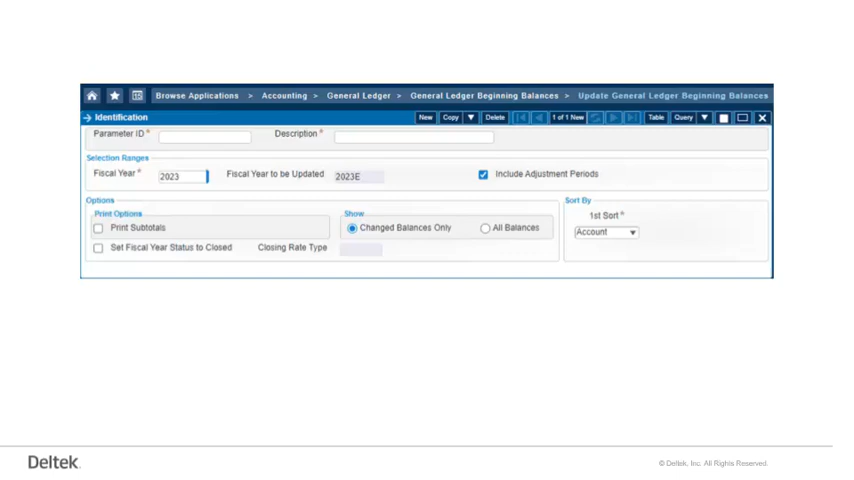 Browse Applications > Accounting > General Ledger > General Ledger Beginning Balances > Update General Ledger Beginning Balances
Identification New Copy ▼ Delete 1 of 1 New Table Query ▼
Parameter ID * Description *
Selection Ranges
Fiscal Year * 2023 Fiscal Year to be Updated 2023E Include Adjustment Periods
Options Sort By
Print Options Show 1st Sort *
Print Subtotals Changed Balances Only All Balances Account ▼
Set Fiscal Year Status to Closed Closing Rate Type
Deltek. © Deltek, Inc. All Rights Reserved.